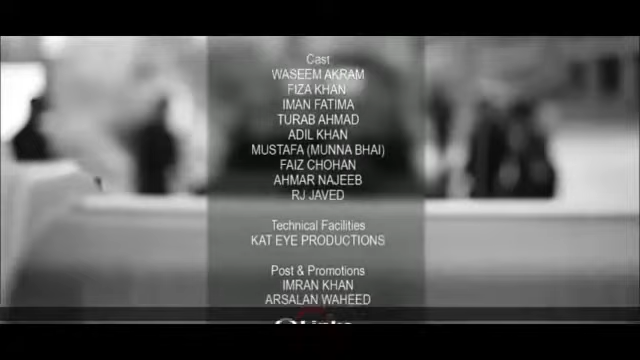 Cast
WASEEM AKRAM
FIZA KHAN
IMAN FATIMA
TURAB AHMAD
ADIL KHAN
MUSTAFA (MUNNA BHAI)
FAIZ CHOHAN
AHMAR NAJEEB
RJ JAVED
Technical Facilities
KAT EYE PRODUCTIONS
Post & Promotions
IMRAN KHAN
ARSALAN WAHEED